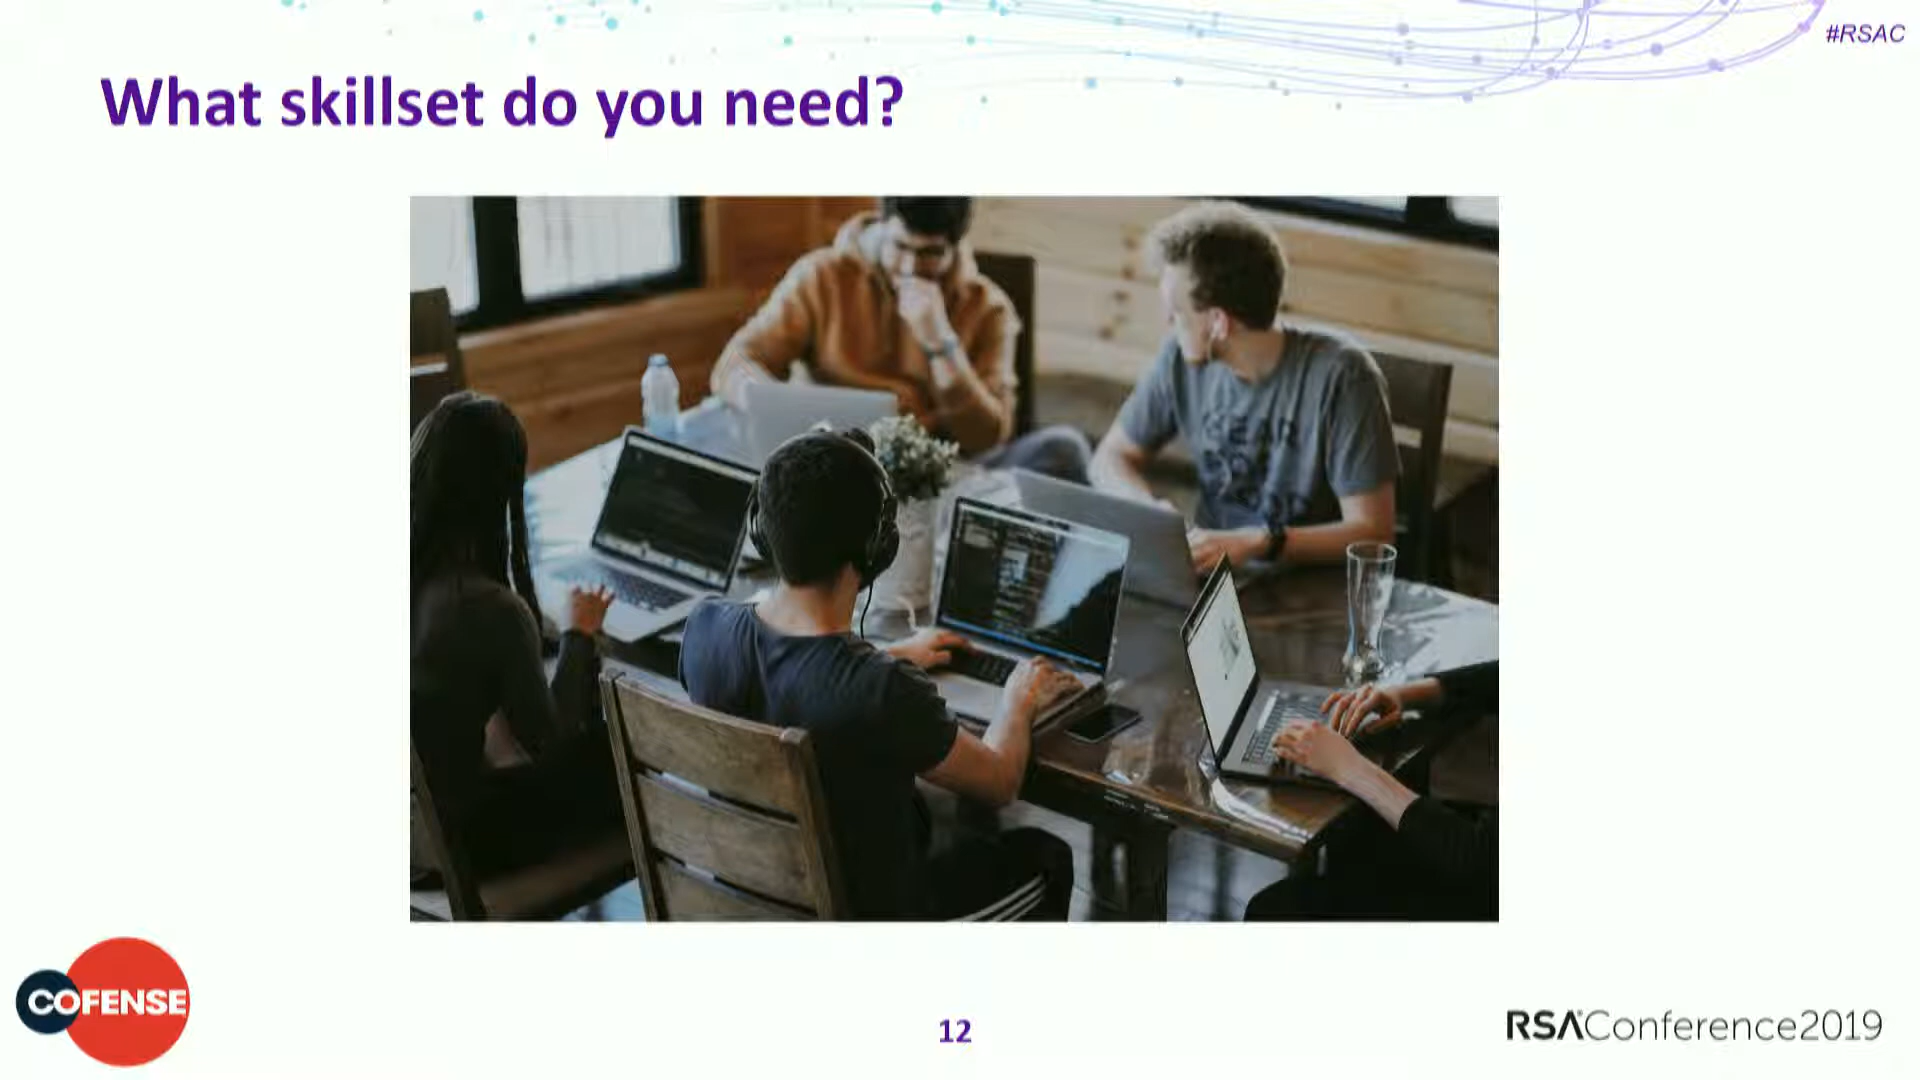 #RSAC
What skillset do you need?
COFENSE
12
RSAConference2019